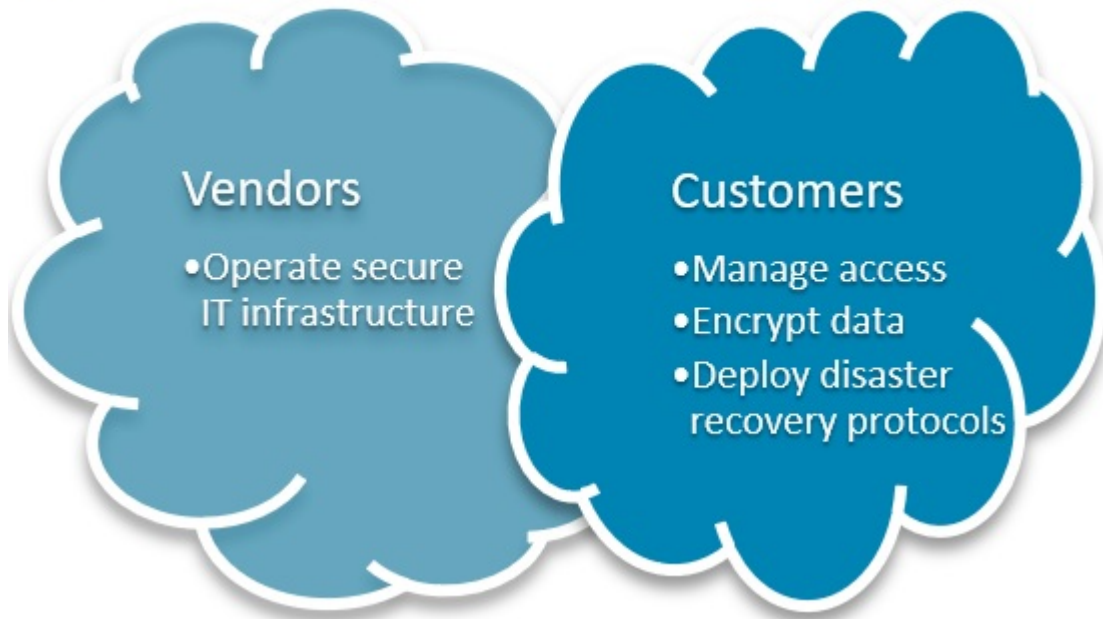 Vendors
•Operate secure
IT infrastructure
Customers
•Manage access
•Encrypt data
•Deploy disaster
recovery protocols